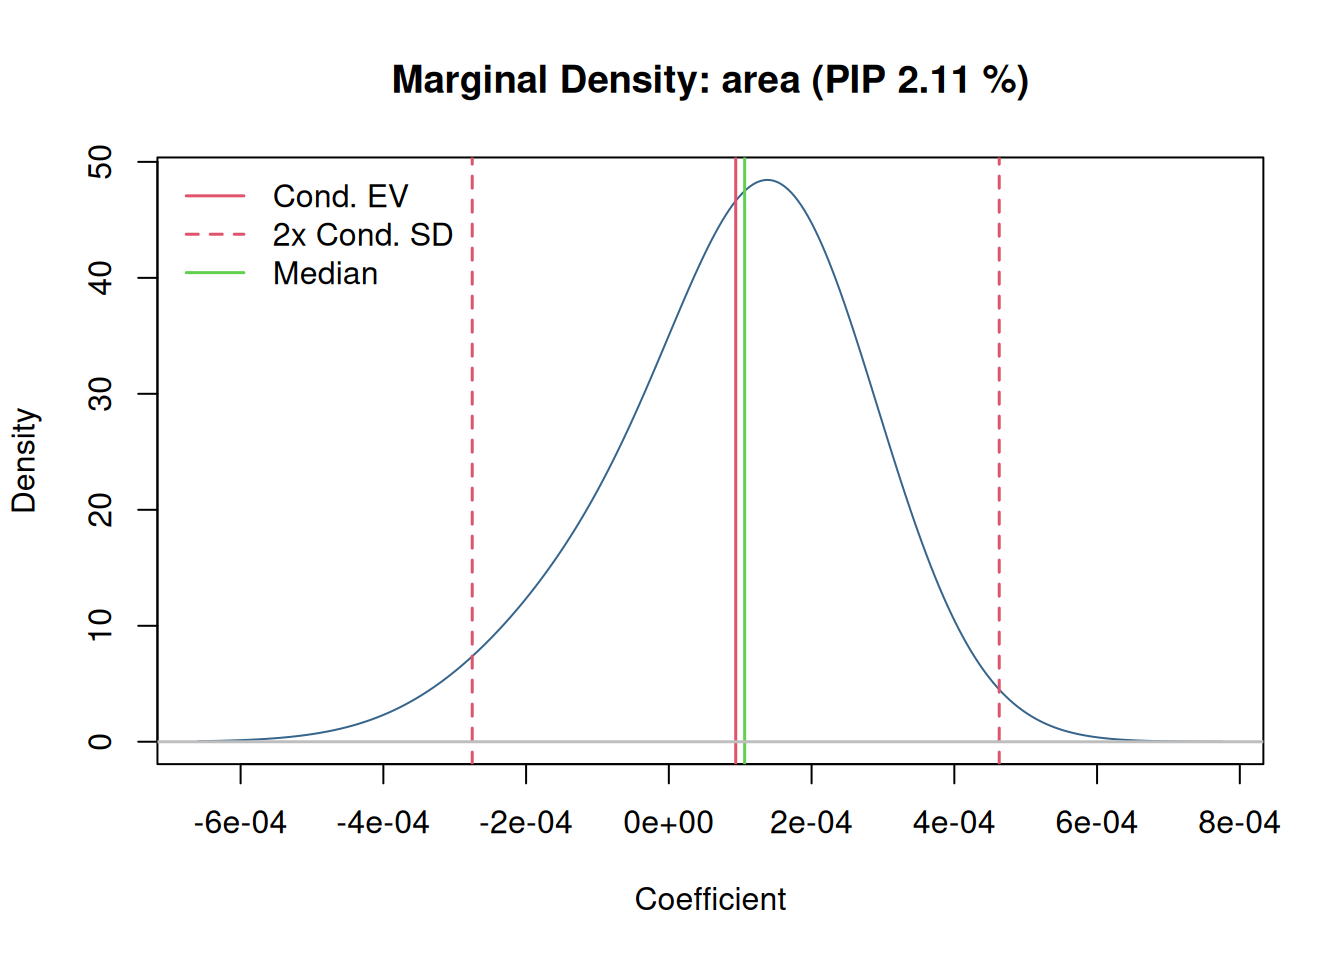 Marginal Density: area (PIP 2.11 %)
Cond. EV
2x Cond. SD
Median
Density
50
40
30
20
10
0
-6e-04 -4e-04 -2e-04 0e+00 2e-04 4e-04 6e-04 8e-04
Coefficient